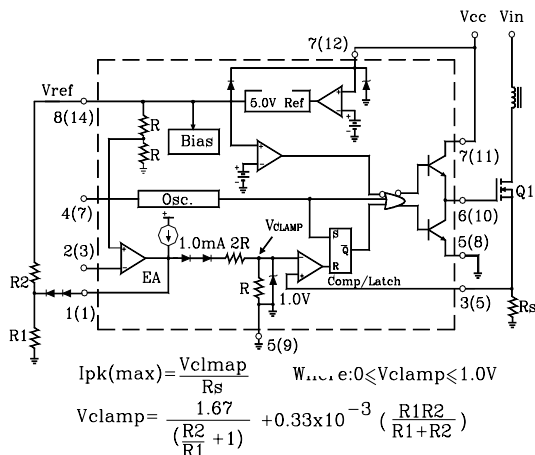 Vcc Vin
7(12)
Vref
8(14)
R
R
Bias
5.0V Ref
7(11)
Q1
6(10)
5(8)
4(7)
Osc.
2(3)
EA
1.0mA 2R
VCLAMP
R
1.0V
S
R
Q
Comp/Latch
3(5)
Rs
R2
R1
1(1)
5(9)
Ipk(max)= Vclmap / Rs :0≤Vclamp≤1.0V
Vclamp= 1.67 / (R2/R1 +1) +0.33x10⁻³ (R1R2 / R1+R2)